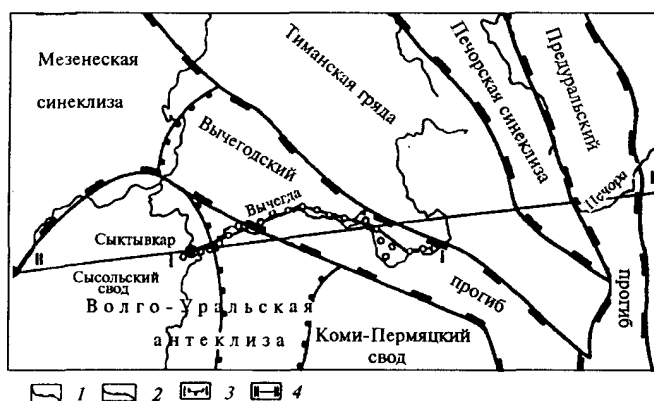 Мезенеская
синеклиза
Тиманская гряда
Печорская синеклиза
Предуральский
Вычегодский
Вычегда
Печора
II
Сыктывкар
I
I
Сысольский
свод
прогиб
прогиб
Волго-Уральская
антеклиза
Коми-Пермяцкий
свод
1 2 3 4